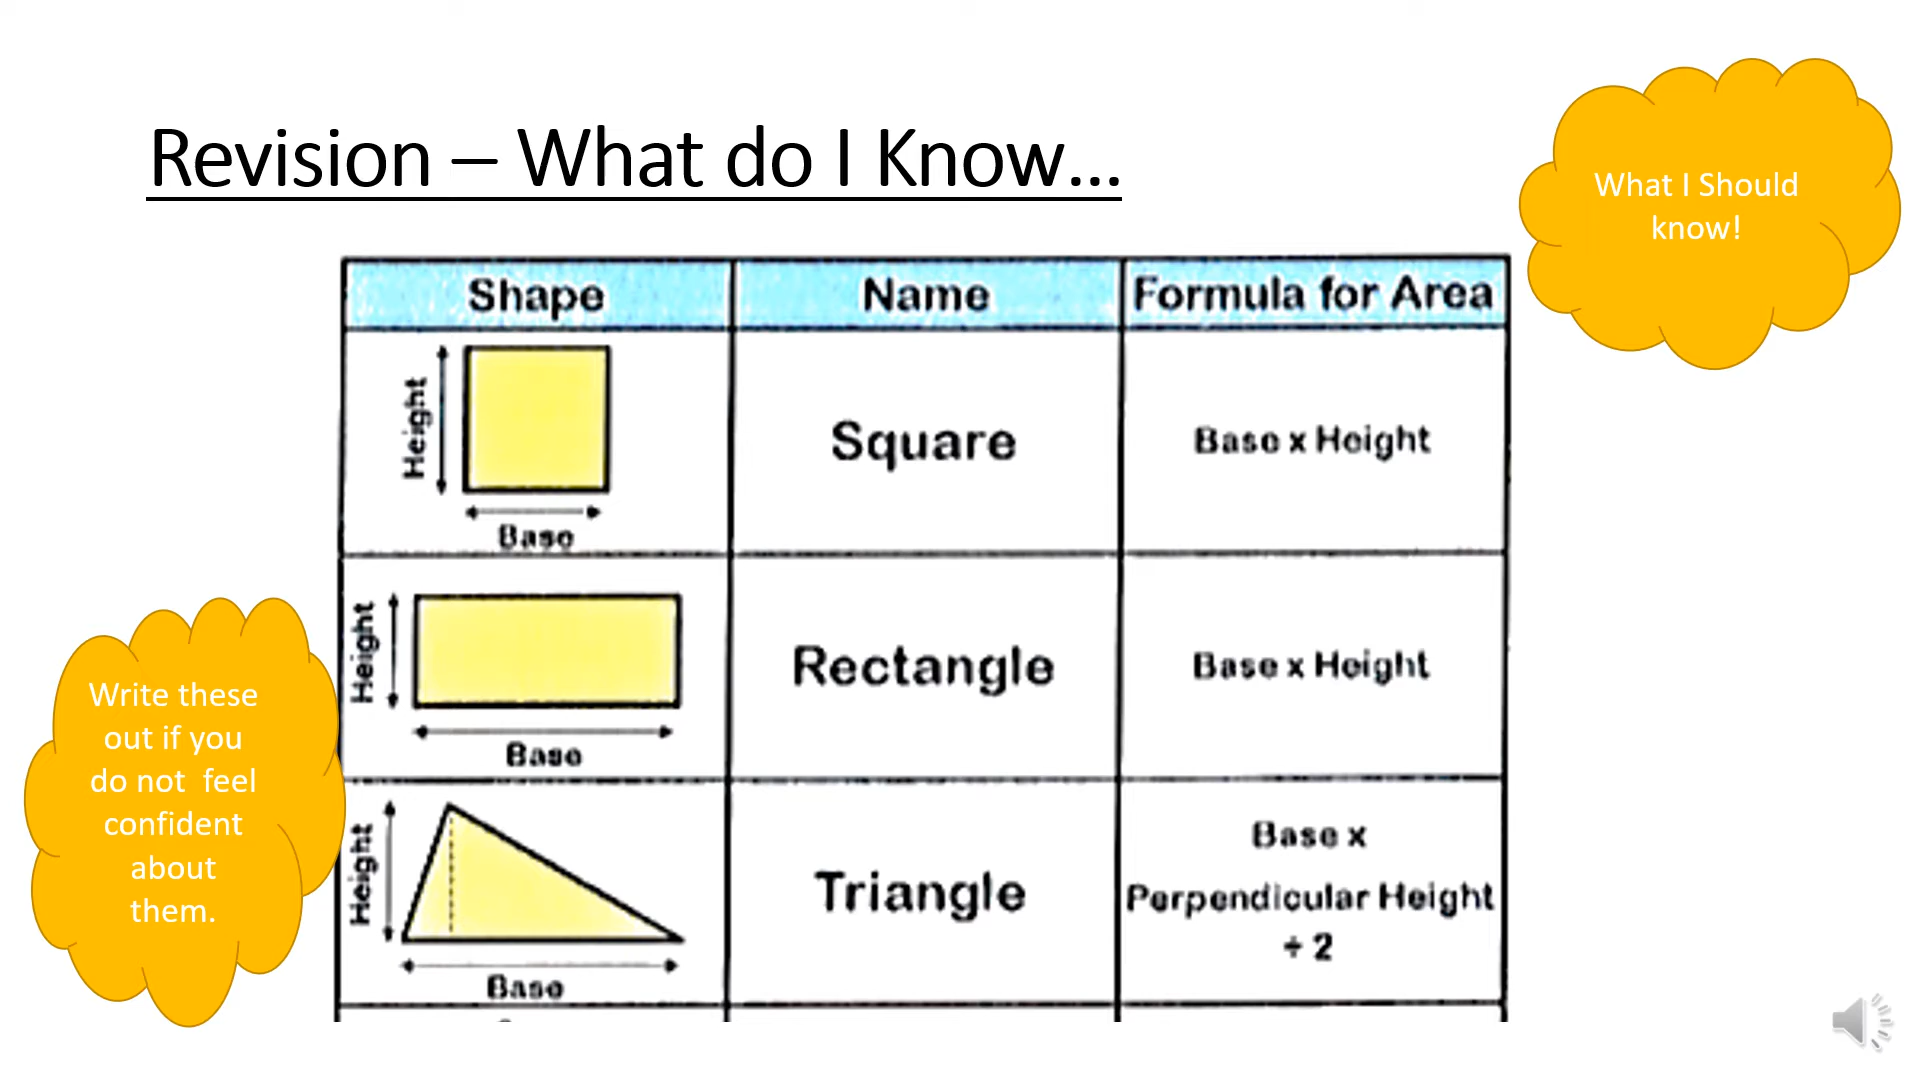 Revision – What do I Know...
What I Should
know!
Shape
Name
Formula for Area
Height
Base
Square
Base x Height
Height
Base
Rectangle
Base x Height
Height
Base
Triangle
Base x
Perpendicular Height
÷ 2
Write these
out if you
do not feel
confident
about
them.